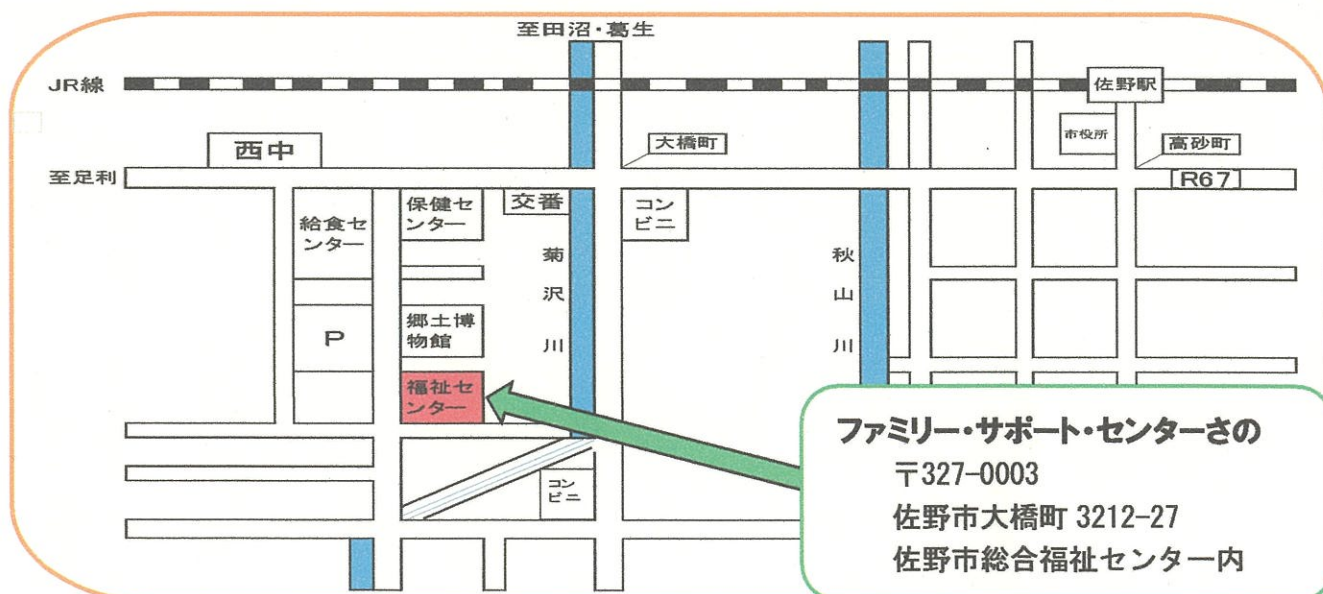 至田沼・葛生
JR線
佐野駅
市役所
高砂町
大橋町
西中
至足利
R67
給食セ
ンター
保健セ
ンター
交番
コン
ビニ
菊沢川
秋山川
P
郷土博
物館
福祉セ
ンター
コン
ビニ
ファミリー・サポート・センターさの
〒327-0003
佐野市大橋町 3212-27
佐野市総合福祉センター内